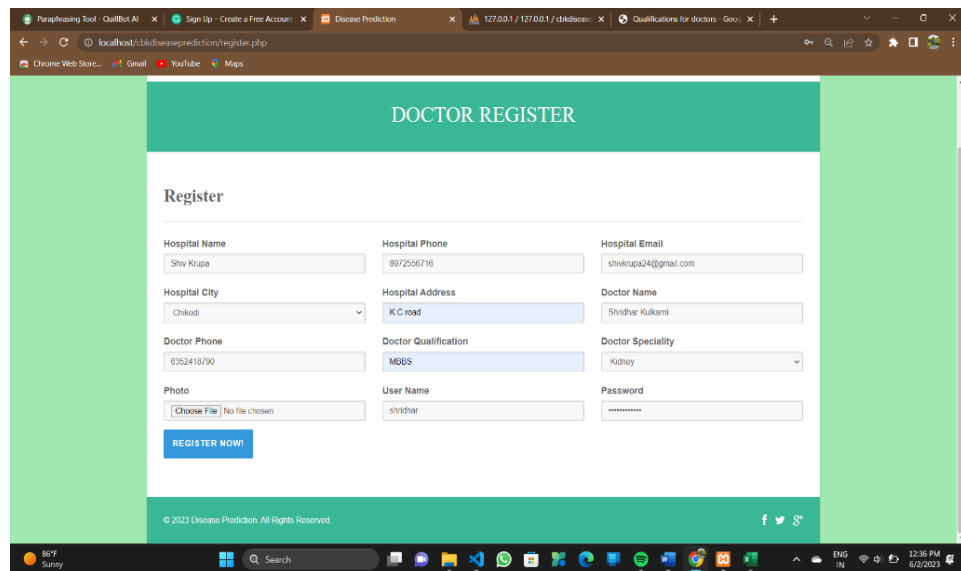 Paraphrasing Tool - QuillBot AI
Sign Up – Create a Free Account
Disease Prediction
127.0.0.1 / 127.0.0.1 / cbkdiseasc
Qualifications for doctors - Goog
localhost/cbkdiseaseprediction/register.php
Chrome Web Store... Gmail YouTube Maps
DOCTOR REGISTER
Register
Hospital Name Hospital Phone Hospital Email
Shiv Krupa 8972556716 shivkrupa24@gmail.com
Hospital City Hospital Address Doctor Name
Chikodi K.C road Shridhar Kulkarni
Doctor Phone Doctor Qualification Doctor Speciality
6352418790 MBBS Kidney
Photo User Name Password
Choose File No file chosen shridhar ••••••••••••
REGISTER NOW!
© 2023 Disease Prediction. All Rights Reserved.
86°F
Sunny
Search
ENG
IN
12:36 PM
6/2/2023